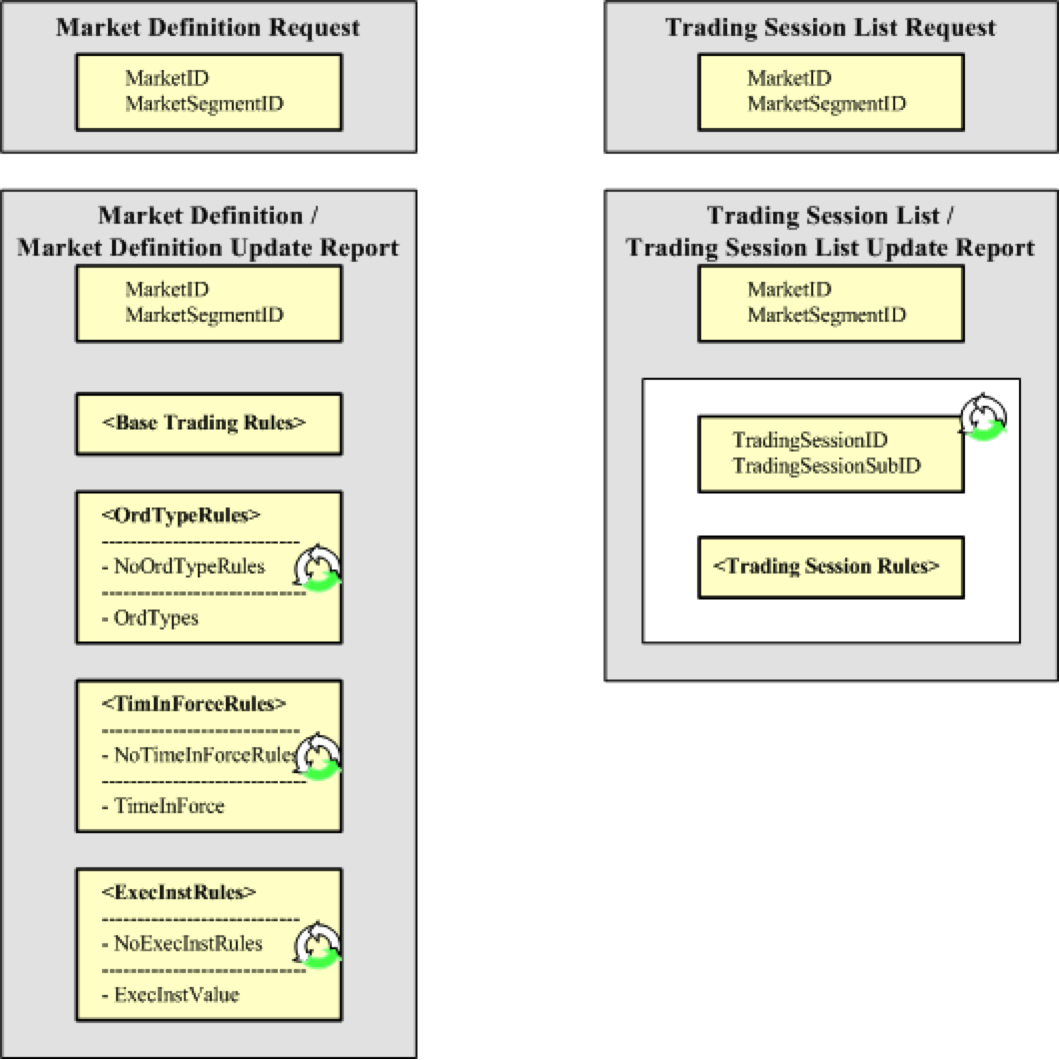 Market Definition Request
MarketID
MarketSegmentID
Trading Session List Request
MarketID
MarketSegmentID
Market Definition /
Market Definition Update Report
MarketID
MarketSegmentID
<Base Trading Rules>
<OrdTypeRules>
----------------------------
- NoOrdTypeRules
-----------------------------
- OrdTypes
<TimInForceRules>
----------------------------
- NoTimeInForceRules
-----------------------------
- TimeInForce
<ExecInstRules>
----------------------------
- NoExecInstRules
-----------------------------
- ExecInstValue
Trading Session List /
Trading Session List Update Report
MarketID
MarketSegmentID
TradingSessionID
TradingSessionSubID
<Trading Session Rules>